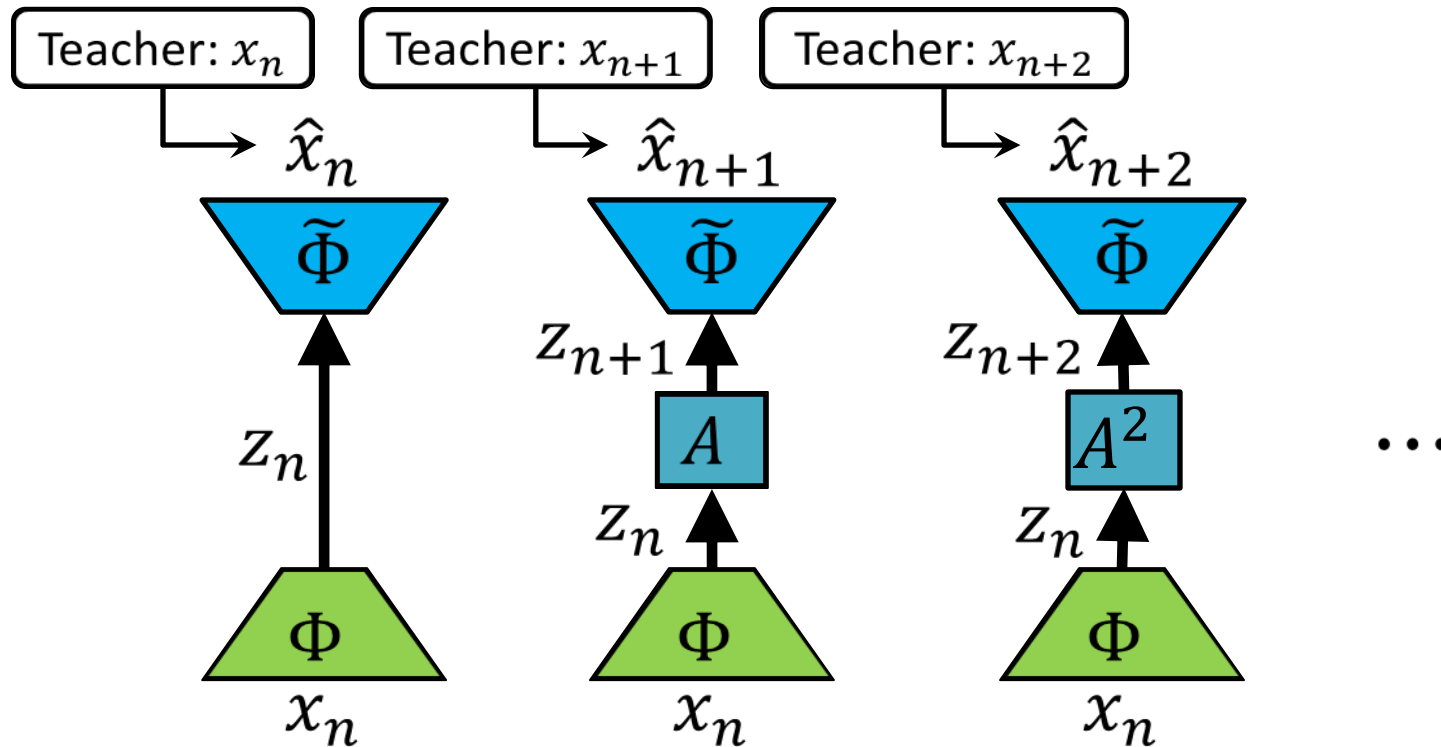 Teacher: xₙ Teacher: xₙ₊₁ Teacher: xₙ₊₂
x̂ₙ x̂ₙ₊₁ x̂ₙ₊₂
Φ̃ Φ̃ Φ̃
zₙ₊₁ zₙ₊₂
zₙ A A² ⋯
zₙ zₙ
Φ Φ Φ
xₙ xₙ xₙ